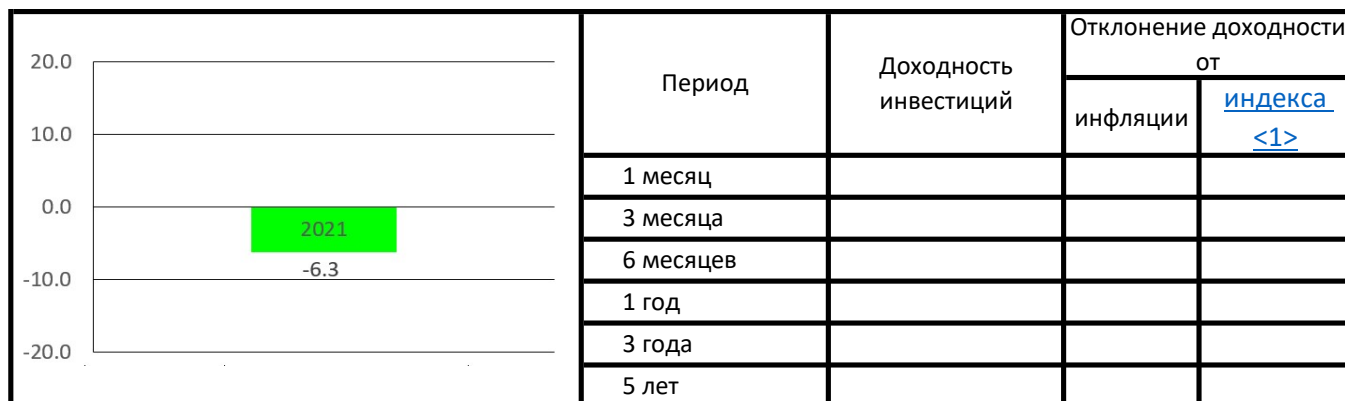 20.0
10.0
0.0
-10.0
-20.0
2021
-6.3
Период
Доходность
инвестиций
Отклонение доходности
от
инфляции
индекса
<1>
1 месяц
3 месяца
6 месяцев
1 год
3 года
5 лет